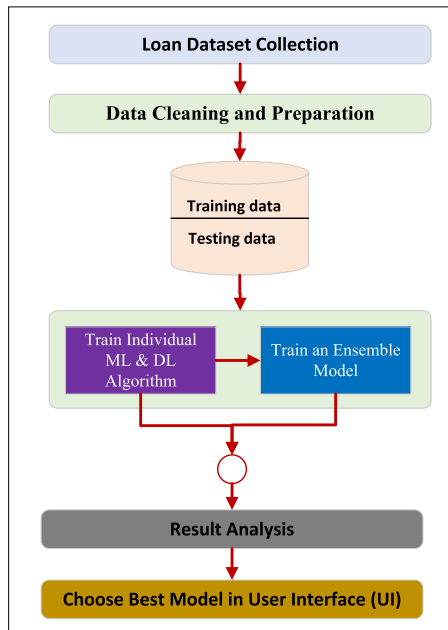 Loan Dataset Collection
Data Cleaning and Preparation
Training data
Testing data
Train Individual
ML & DL
Algorithm
Train an Ensemble
Model
Result Analysis
Choose Best Model in User Interface (UI)